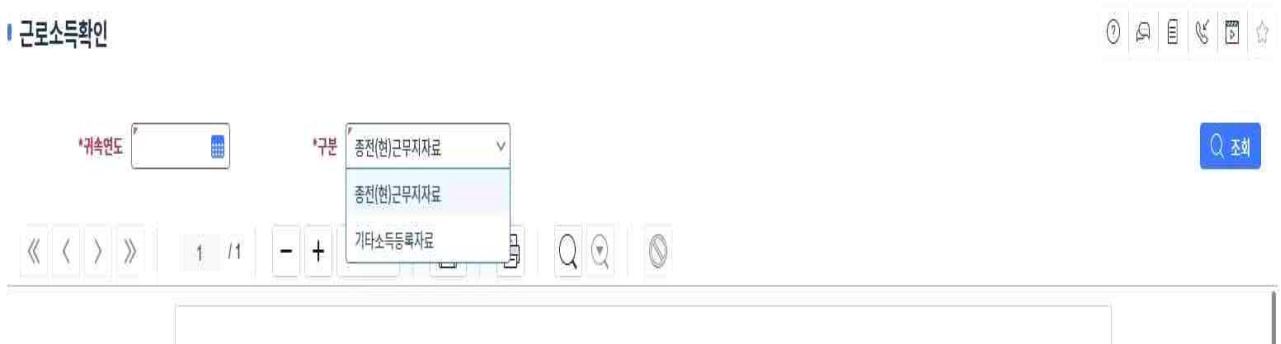 근로소득확인
*귀속연도 *구분 종전(현)근무지자료 조회
종전(현)근무지자료
기타소득등록자료
1 /1